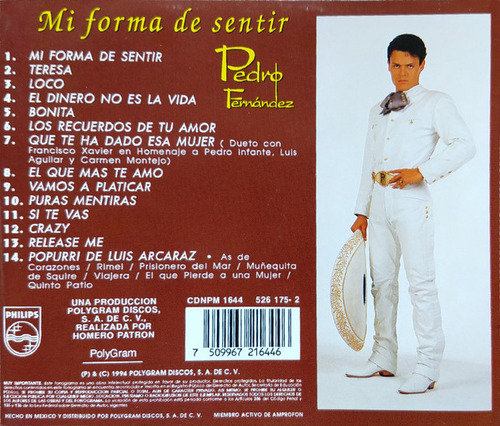 Mi forma de sentir
Pedro
Fernández
1. MI FORMA DE SENTIR
2. TERESA
3. LOCO
4. EL DINERO NO ES LA VIDA
5. BONITA
6. LOS RECUERDOS DE TU AMOR
7. QUE TE HA DADO ESA MUJER ( Dueto con
Francisco Xavier en Homenaje a Pedro Infante, Luis
Aguilar y Carmen Montejo)
8. EL QUE MAS TE AMO
9. VAMOS A PLATICAR
10. PURAS MENTIRAS
11. SI TE VAS
12. CRAZY
13. RELEASE ME
14. POPURRI DE LUIS ARCARAZ • As de
Corazones / Rimel / Prisionero del Mar / Muñequita
de Squire / Viajera / El que Pierde a una Mujer /
Quinto Patio
PHILIPS
UNA PRODUCCION
POLYGRAM DISCOS,
S. A. DE C. V.,
REALIZADA POR
HOMERO PATRON
PolyGram
CDNPM 1644 526 175- 2
7 509967 216446
(P) & (C) 1996 POLYGRAM DISCOS, S. A. DE C. V.
MUY IMPORTANTE.
HECHO EN MEXICO Y DISTRIBUIDO POR POLYGRAM DISCOS, S. A. DE C. V. MIEMBRO ACTIVO DE AMPROFON